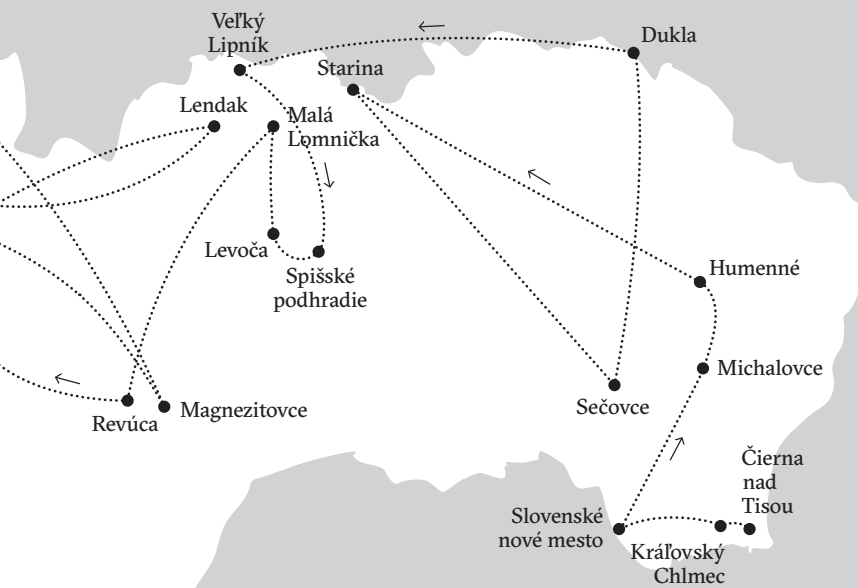 Veľký
Lipník
Dukla
Starina
Lendak
Malá
Lomnička
Levoča
Spišské
podhradie
Humenné
Michalovce
Sečovce
Revúca
Magnezitovce
Čierna
nad
Tisou
Slovenské
nové mesto
Kráľovský
Chlmec